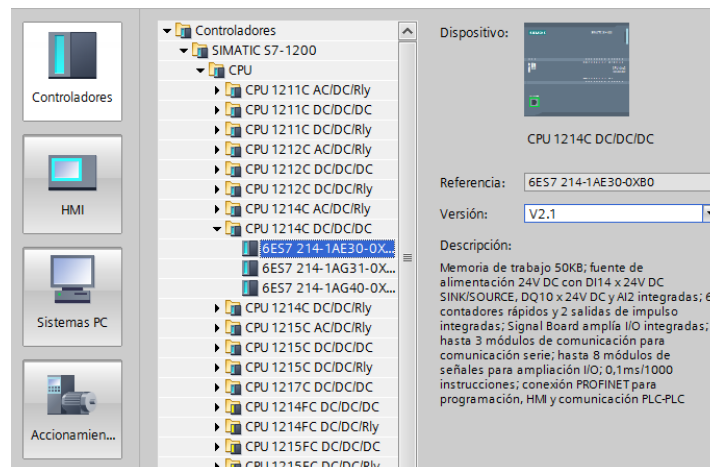 Controladores
HMI
Sistemas PC
Accionamien...
Controladores
SIMATIC S7-1200
CPU
CPU 1211C AC/DC/Rly
CPU 1211C DC/DC/DC
CPU 1211C DC/DC/Rly
CPU 1212C AC/DC/Rly
CPU 1212C DC/DC/DC
CPU 1212C DC/DC/Rly
CPU 1214C AC/DC/Rly
CPU 1214C DC/DC/DC
6ES7 214-1AE30-0X...
6ES7 214-1AG31-0X...
6ES7 214-1AG40-0X...
CPU 1214C DC/DC/Rly
CPU 1215C AC/DC/Rly
CPU 1215C DC/DC/DC
CPU 1215C DC/DC/Rly
CPU 1217C DC/DC/DC
CPU 1214FC DC/DC/DC
CPU 1214FC DC/DC/Rly
CPU 1215FC DC/DC/DC
CPU 1215FC DC/DC/Rly
Dispositivo:
CPU 1214C DC/DC/DC
Referencia: 6ES7 214-1AE30-0XB0
Versión: V2.1
Descripción:
Memoria de trabajo 50KB; fuente de
alimentación 24V DC con DI14 x 24V DC
SINK/SOURCE, DQ10 x 24V DC y AI2 integradas; 6
contadores rápidos y 2 salidas de impulso
integradas; Signal Board amplía I/O integradas;
hasta 3 módulos de comunicación para
comunicación serie; hasta 8 módulos de
señales para ampliación I/O; 0,1ms/1000
instrucciones; conexión PROFINET para
programación, HMI y comunicación PLC-PLC